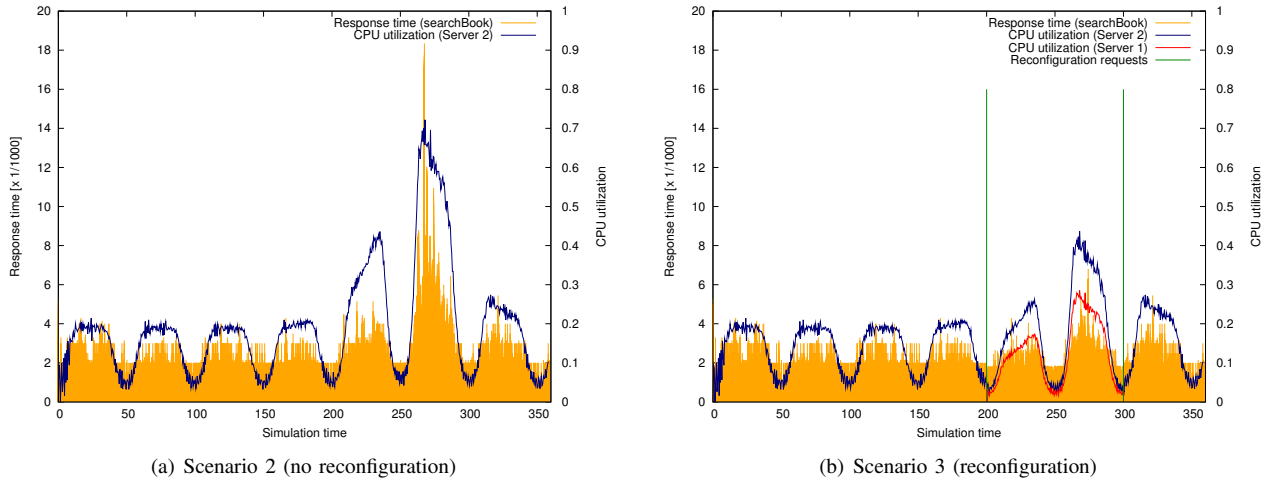 Response time (searchBook)
CPU utilization (Server 2)
Response time [x 1/1000]
20
18
16
14
12
10
8
6
4
2
0
1
0.9
0.8
0.7
0.6
0.5
0.4
0.3
0.2
0.1
0
CPU utilization
0 50 100 150 200 250 300 350
Simulation time
(a) Scenario 2 (no reconfiguration)
Response time (searchBook)
CPU utilization (Server 2)
CPU utilization (Server 1)
Reconfiguration requests
Response time [x 1/1000]
20
18
16
14
12
10
8
6
4
2
0
1
0.9
0.8
0.7
0.6
0.5
0.4
0.3
0.2
0.1
0
CPU utilization
0 50 100 150 200 250 300 350
Simulation time
(b) Scenario 3 (reconfiguration)